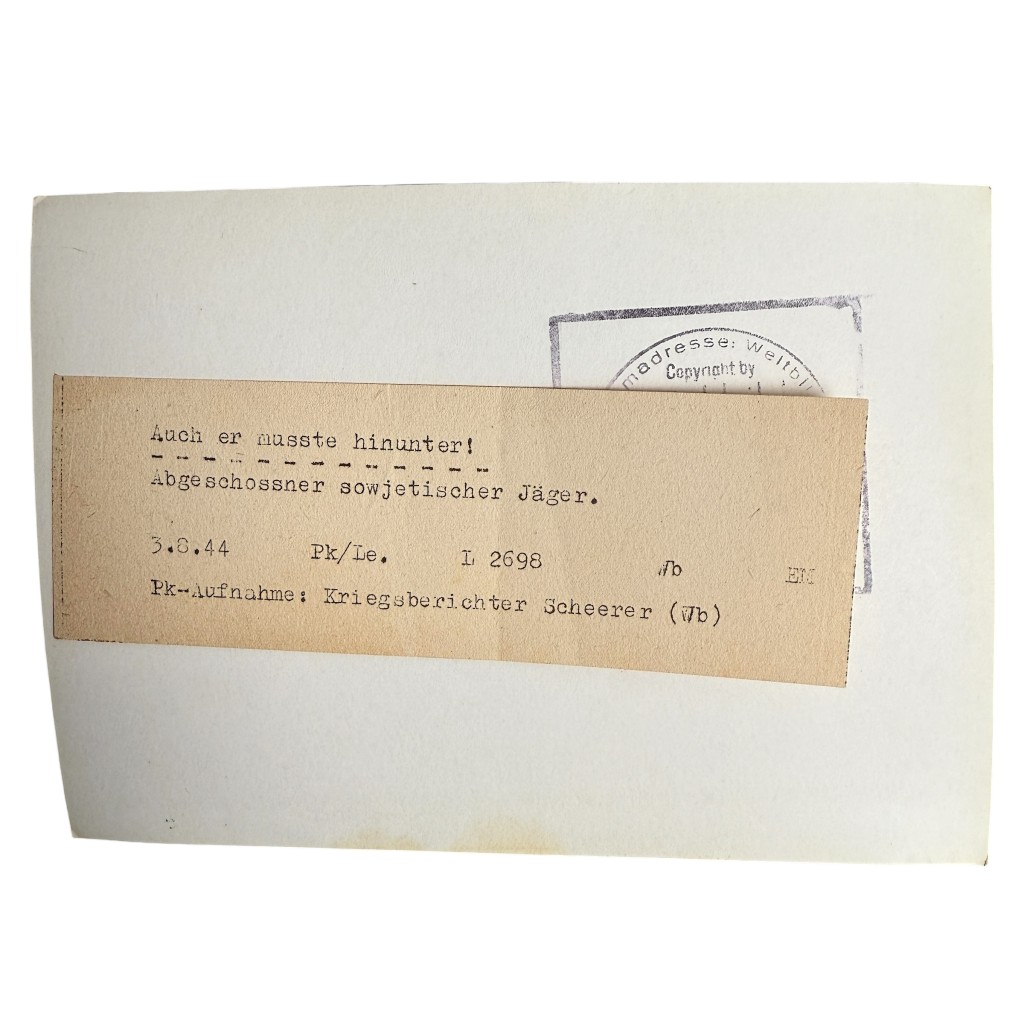 madresse: Weltbil
Copyright by
Auch er musste hinunter!
Abgeschossner sowjetischer Jäger.
3.8.44 Pk/Le. L 2698 Wb EM
Pk-Aufnahme: Kriegsberichter Scheerer (Wb)